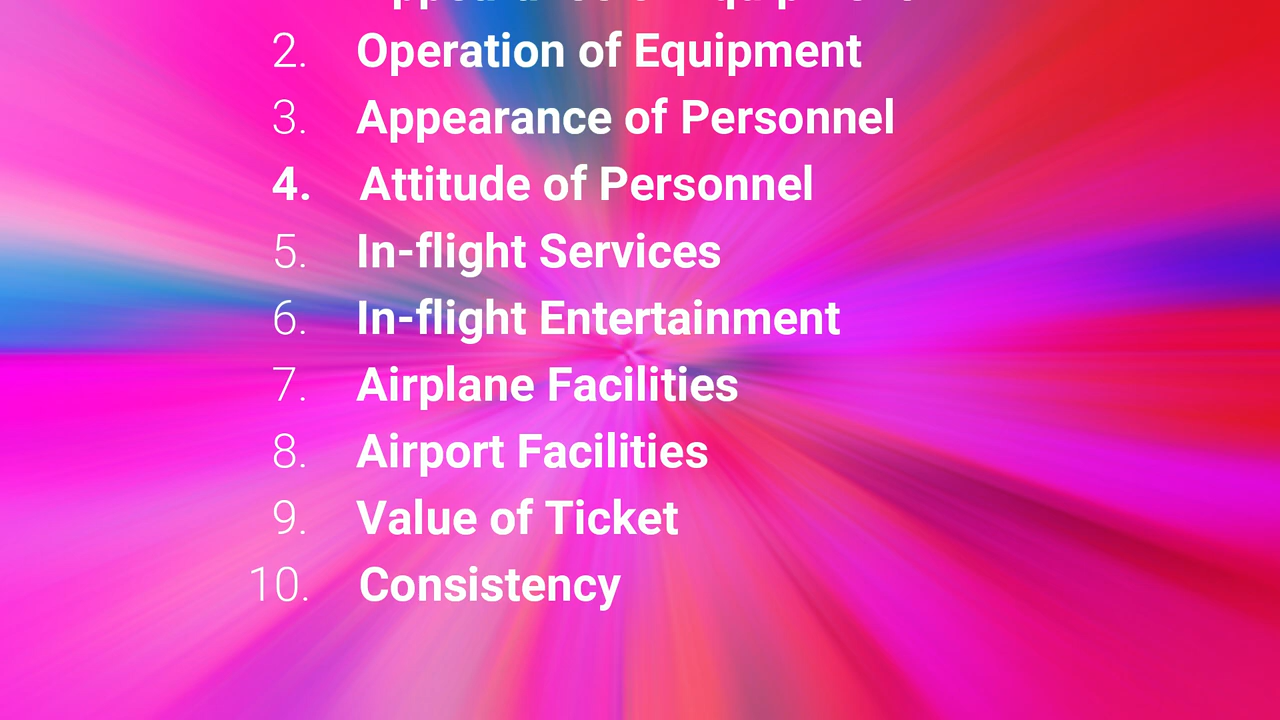 2. Operation of Equipment
3. Appearance of Personnel
4. Attitude of Personnel
5. In-flight Services
6. In-flight Entertainment
7. Airplane Facilities
8. Airport Facilities
9. Value of Ticket
10. Consistency